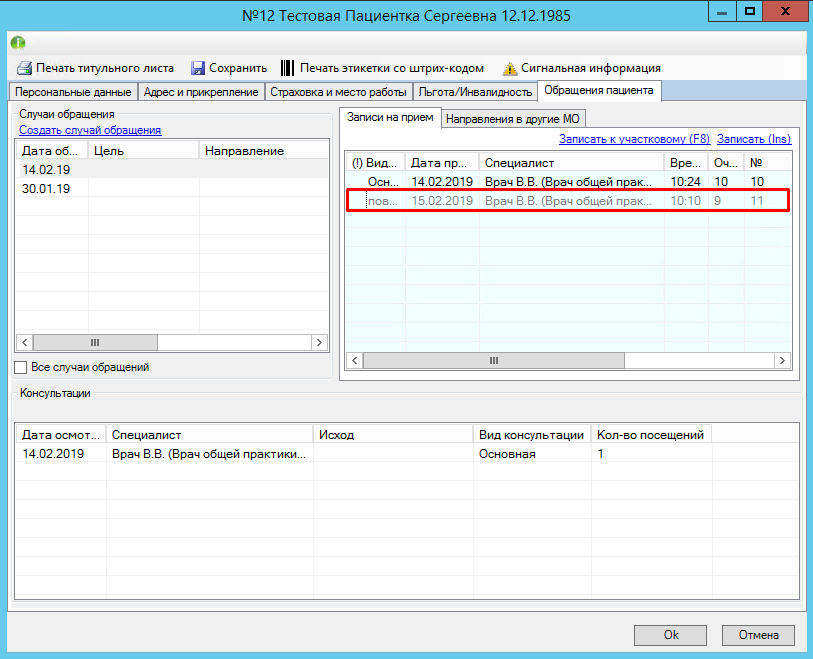 №12 Тестовая Пациентка Сергеевна 12.12.1985
Печать титульного листа Сохранить Печать этикетки со штрих-кодом Сигнальная информация
Персональные данные Адрес и прикрепление Страховка и место работы Льгота/Инвалидность Обращения пациента
Случаи обращения
Создать случай обращения
Дата об... Цель Направление
14.02.19
30.01.19
Все случаи обращений
Записи на прием Направления в другие МО
Записать к участковому (F8) Записать (Ins)
(!) Вид... Дата пр... Специалист Вре... Оч... №
Осн... 14.02.2019 Врач В.В. (Врач общей прак... 10:24 10 10
пов... 15.02.2019 Врач В.В. (Врач общей прак... 10:10 9 11
Консультации
Дата осмот... Специалист Исход Вид консультации Кол-во посещений
14.02.2019 Врач В.В. (Врач общей практики... Основная 1
Ok Отмена